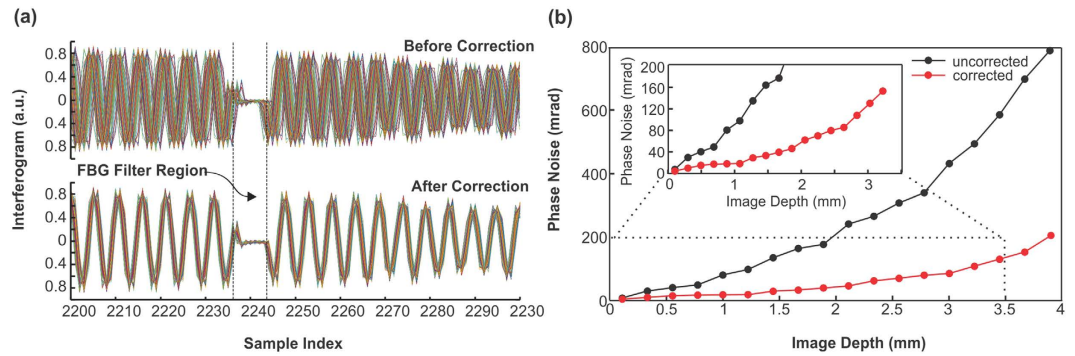 (a)
Before Correction
0.8
0.4
0
0.4
0.8
Interferogram (a.u.)
FBG Filter Region
After Correction
0.8
0.4
0
0.4
0.8
2200 2210 2220 2230 2240 2250 2260 2270 2280 2290 2300 2230
Sample Index
(b)
800
600
400
200
0
Phase Noise (mrad)
uncorrected
corrected
200
160
120
80
40
0
Phase Noise (mrad)
0 1 2 3
Image Depth (mm)
0 0.5 1 1.5 2 2.5 3 3.5 4
Image Depth (mm)